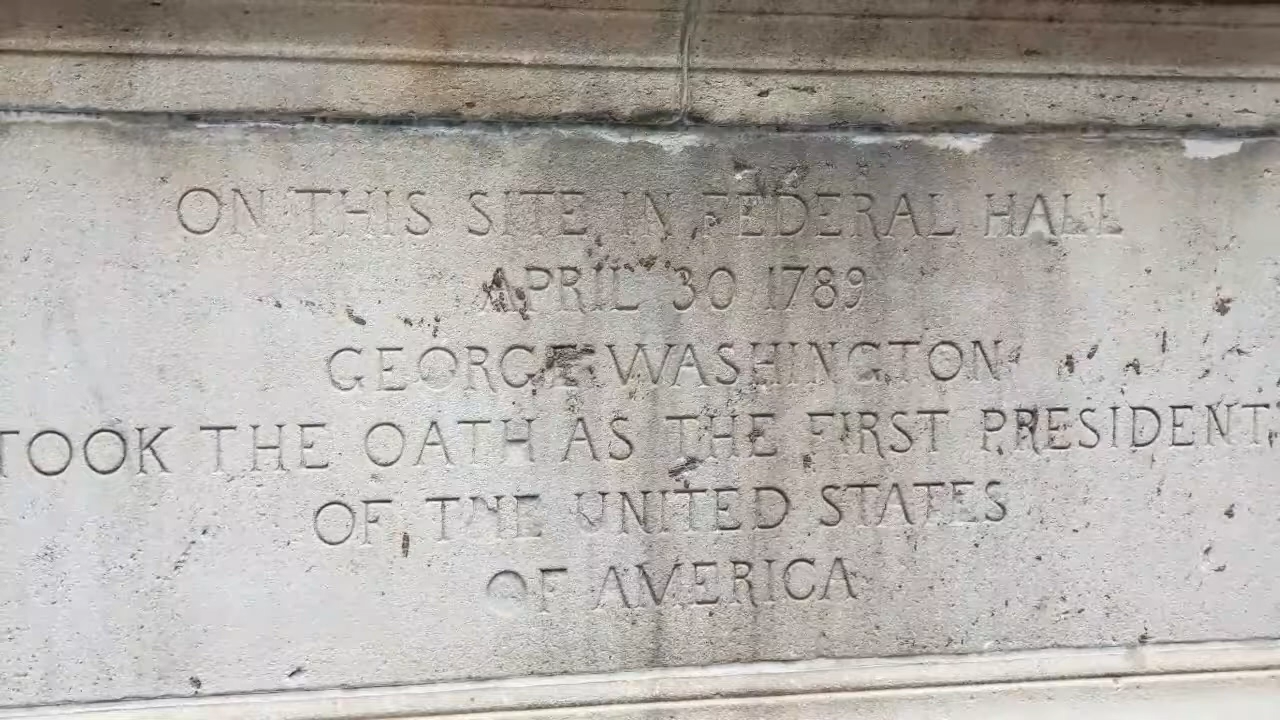 ON THIS SITE IN FEDERAL HALL
APRIL 30 1789
GEORGE WASHINGTON
TOOK THE OATH AS THE FIRST PRESIDENT
OF THE UNITED STATES
OF AMERICA